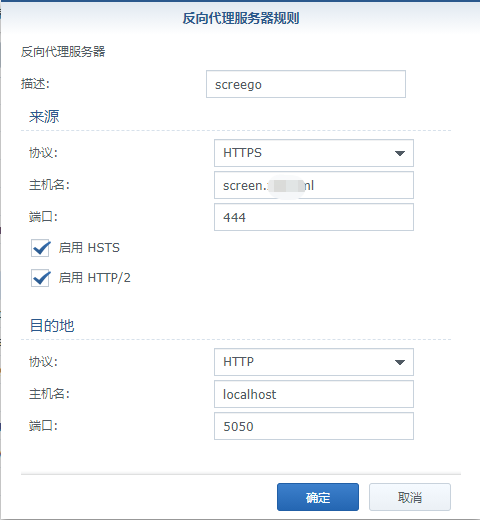 反向代理服务器规则
反向代理服务器
描述: screego
来源
协议: HTTPS
主机名: screen. ml
端口: 444
启用 HSTS
启用 HTTP/2
目的地
协议: HTTP
主机名: localhost
端口: 5050
确定 取消